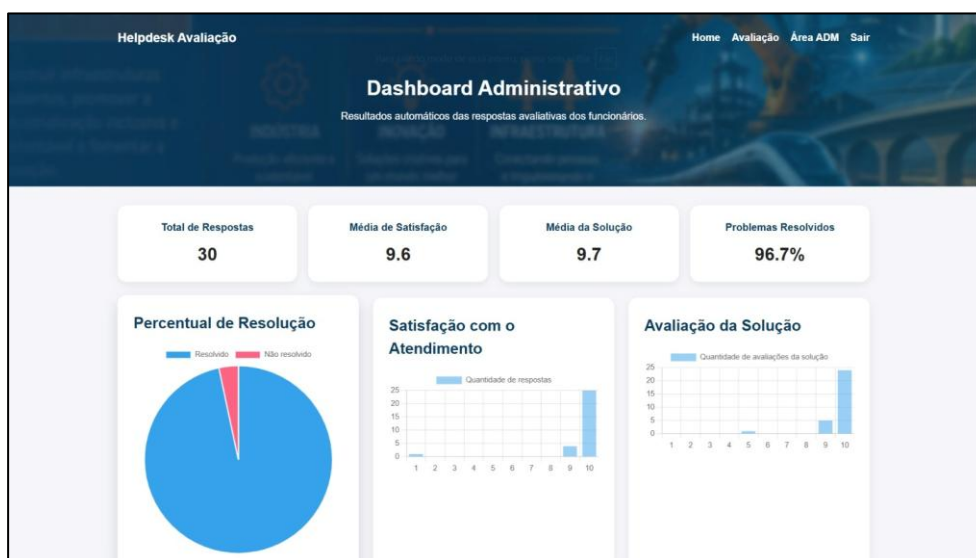 Helpdesk Avaliação
Home Avaliação Área ADM Sair
Dashboard Administrativo
Resultados automáticos das respostas avaliativas dos funcionários.
INDÚSTRIA
INOVAÇÃO
INFRAESTRUTURA
Total de Respostas
30
Média de Satisfação
9.6
Média da Solução
9.7
Problemas Resolvidos
96.7%
Percentual de Resolução
Resolvido Não resolvido
Satisfação com o
Atendimento
Quantidade de respostas
25
20
15
10
5
0
1 2 3 4 5 6 7 8 9 10
Avaliação da Solução
Quantidade de avaliações da solução
25
20
15
10
5
0
1 2 3 4 5 6 7 8 9 10